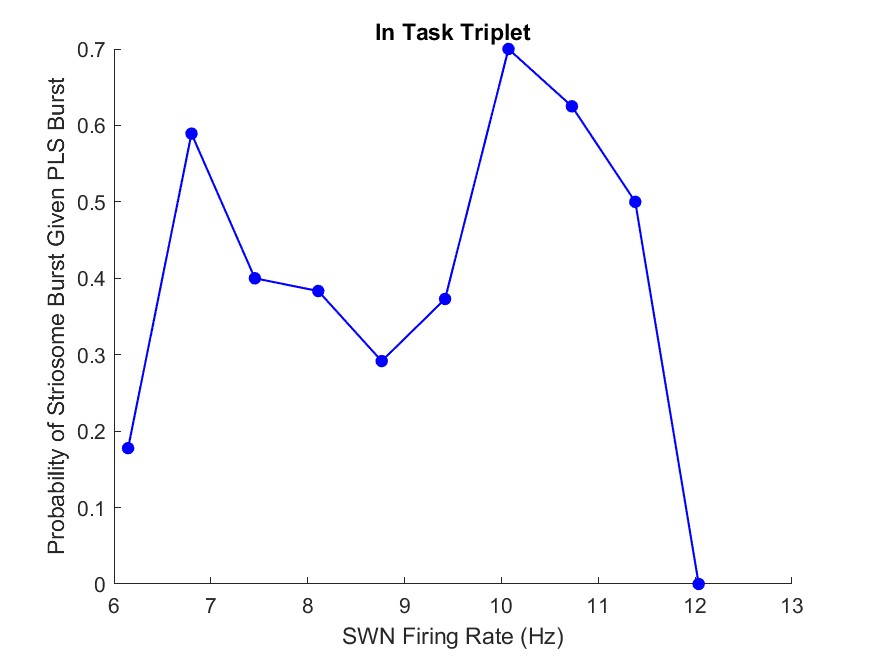 In Task Triplet
Probability of Striosome Burst Given PLS Burst
0.7
0.6
0.5
0.4
0.3
0.2
0.1
0
6 7 8 9 10 11 12 13
SWN Firing Rate (Hz)